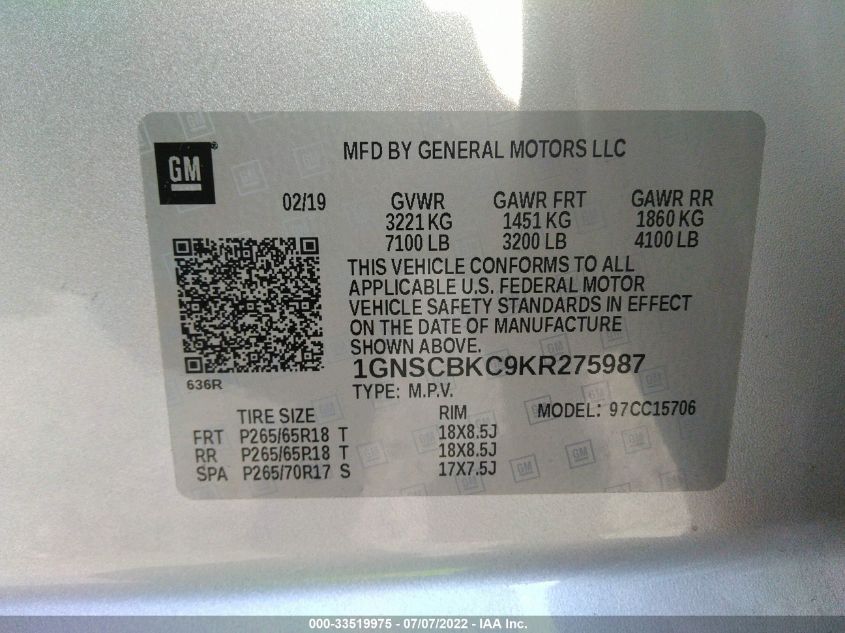 GM
®
MFD BY GENERAL MOTORS LLC
02/19 GVWR GAWR FRT GAWR RR
3221 KG 1451 KG 1860 KG
7100 LB 3200 LB 4100 LB
THIS VEHICLE CONFORMS TO ALL
APPLICABLE U.S. FEDERAL MOTOR
VEHICLE SAFETY STANDARDS IN EFFECT
ON THE DATE OF MANUFACTURE
SHOWN ABOVE.
1GNSCBKC9KR275987
636R
TYPE: M.P.V.
TIRE SIZE RIM MODEL: 97CC15706
FRT P265/65R18 T 18X8.5J
RR P265/65R18 T 18X8.5J
SPA P265/70R17 S 17X7.5J
000-33519975 - 07/07/2022 - IAA Inc.